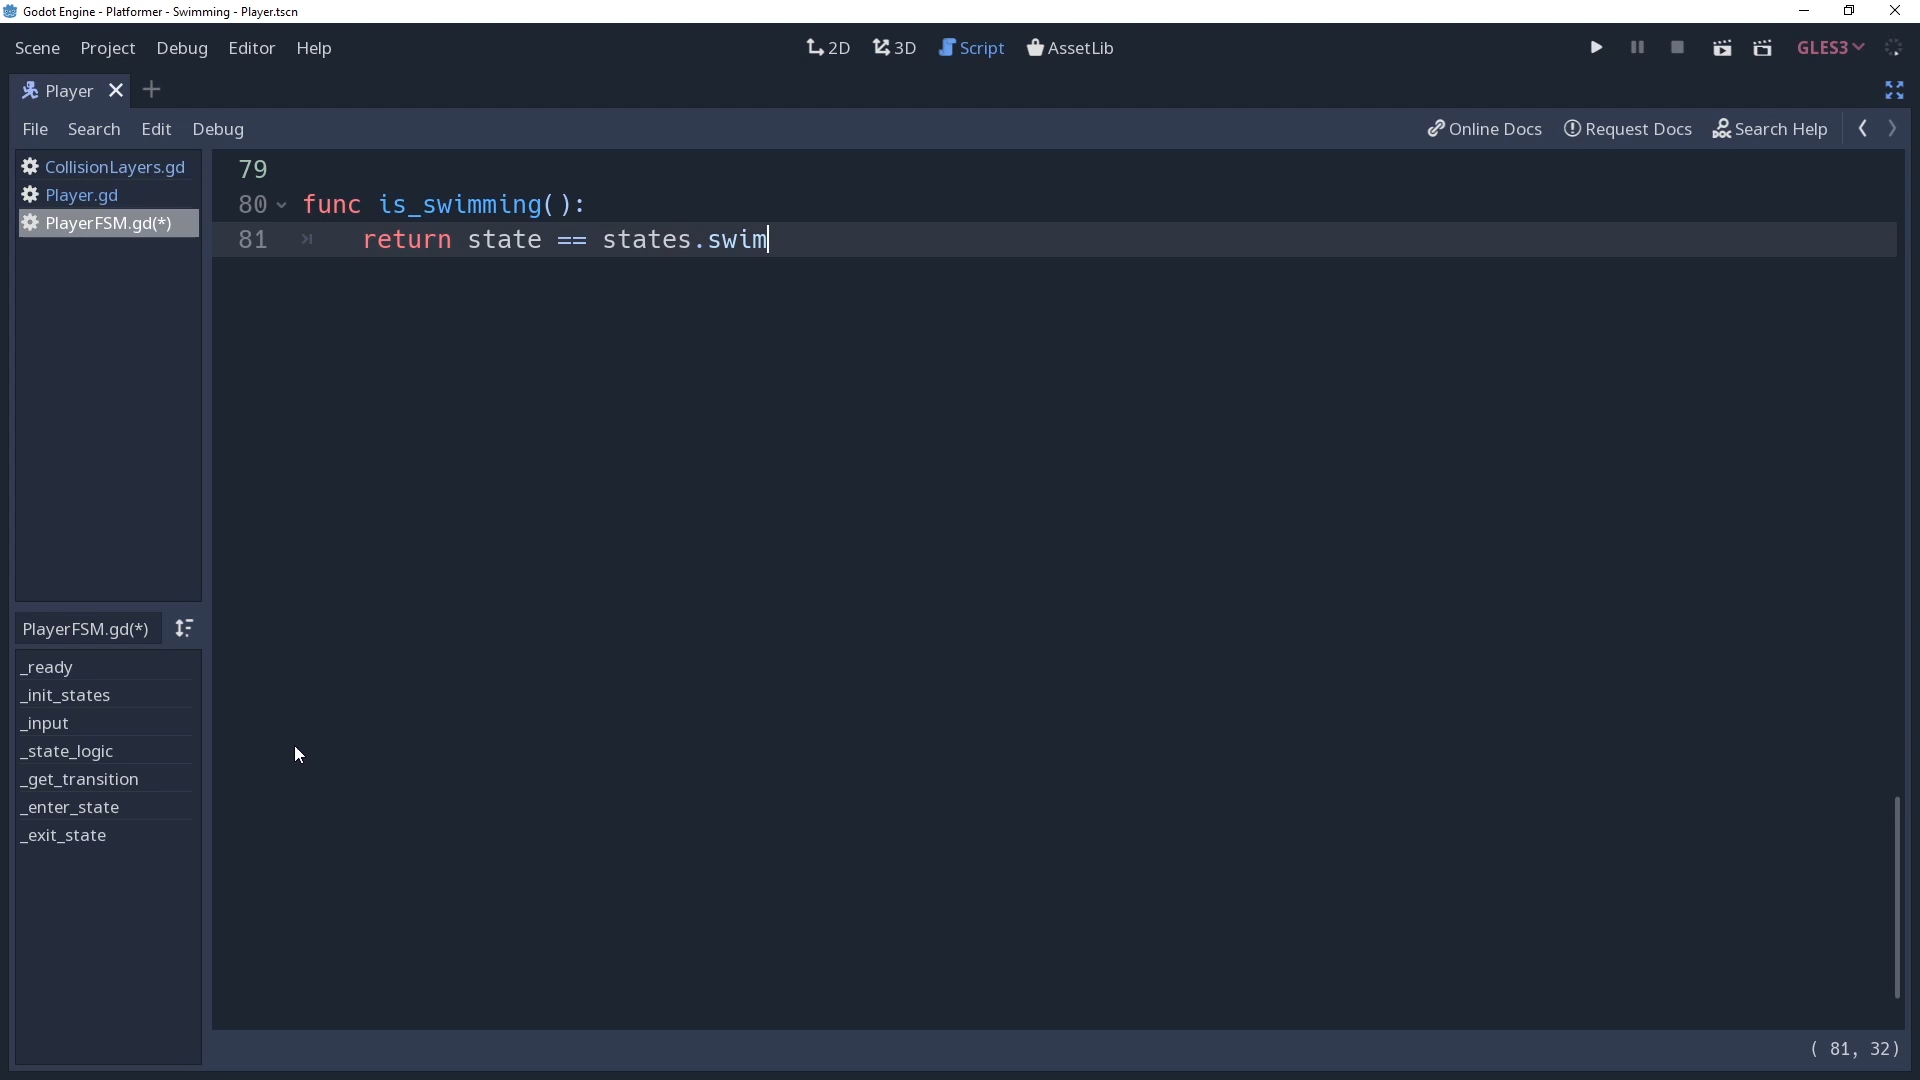 Godot Engine - Platformer - Swimming - Player.tscn
Scene Project Debug Editor Help
2D 3D Script AssetLib
GLES3
Player
File Search Edit Debug
Online Docs Request Docs Search Help
CollisionLayers.gd
Player.gd
PlayerFSM.gd(*)
79
80 func is_swimming():
81 return state == states.swim
PlayerFSM.gd(*)
_ready
_init_states
_input
_state_logic
_get_transition
_enter_state
_exit_state
( 81, 32)